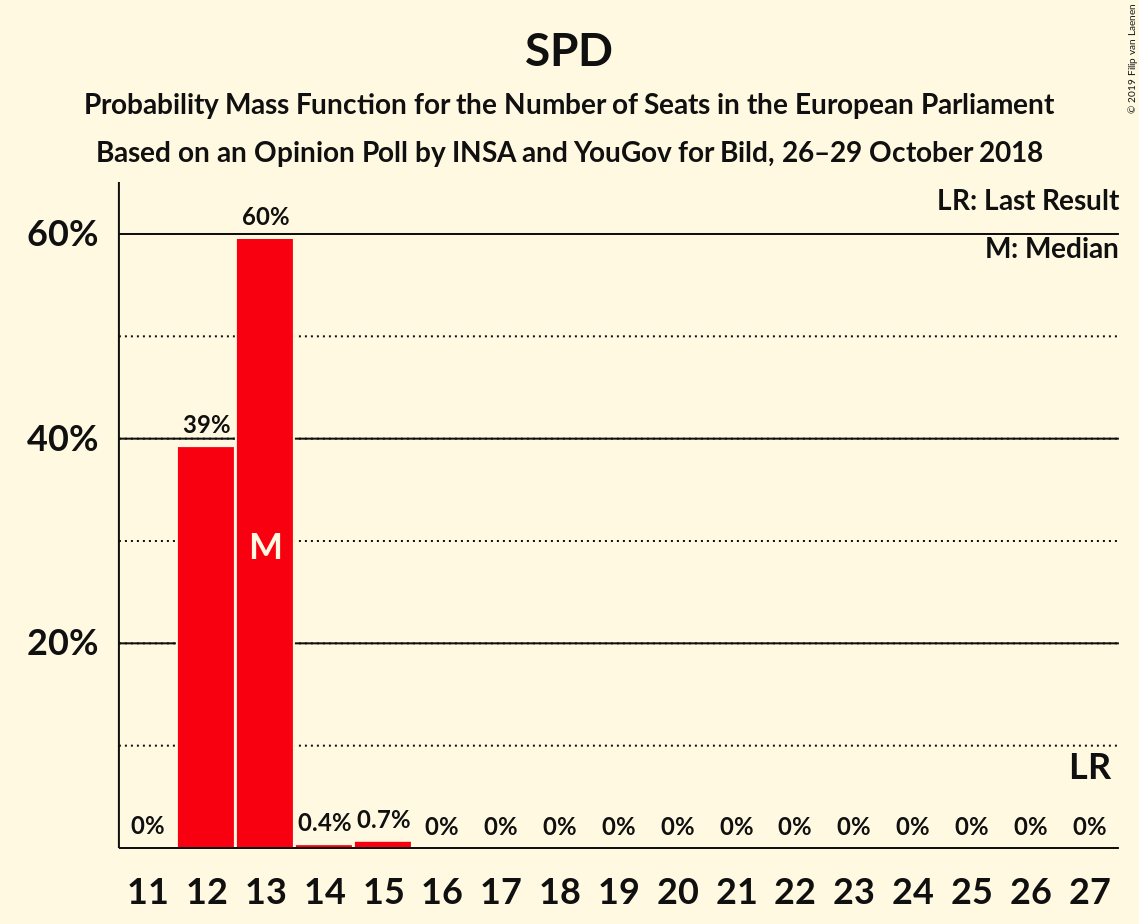 SPD
Probability Mass Function for the Number of Seats in the European Parliament
Based on an Opinion Poll by INSA and YouGov for Bild, 26–29 October 2018
© 2019 Filip van Laenen
LR: Last Result
M: Median
60%
40%
20%
0% 39% 60% 0.4% 0.7% 0% 0% 0% 0% 0% 0% 0% 0% 0% 0% 0% 0%
M
LR
11 12 13 14 15 16 17 18 19 20 21 22 23 24 25 26 27